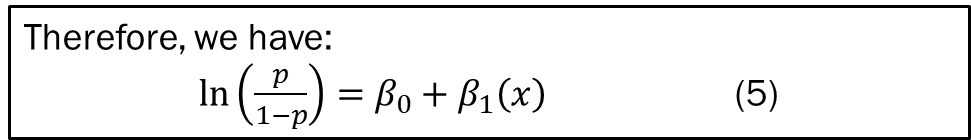 Therefore, we have:
ln(p/(1−p)) = β₀ + β₁(x) (5)